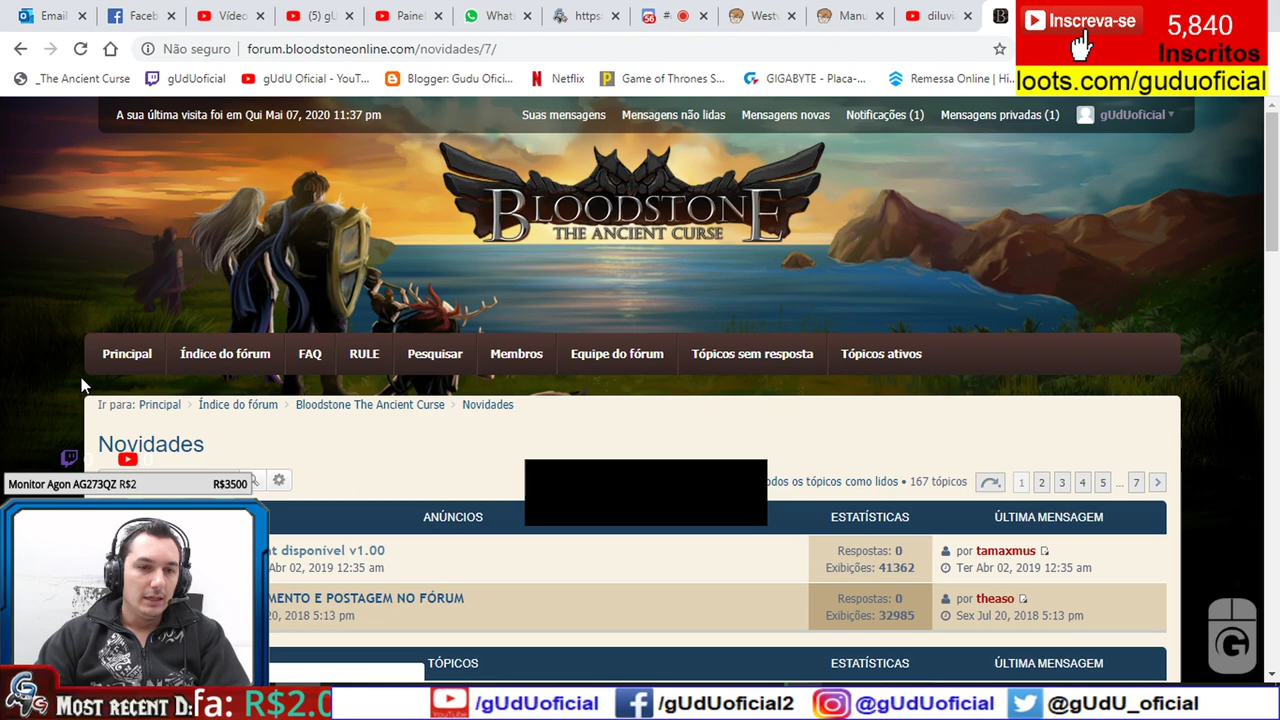 Email
Faceb
Vídeo
(5) gU
Painel
Whats
https:
56
#
Westv
Manu
diluvia
Inscreva-se
5,840
Inscritos
Não seguro
forum.bloodstoneonline.com/novidades/7/
_The Ancient Curse
gUdUoficial
gUdU Oficial - YouT...
Blogger: Gudu Ofici...
Netflix
Game of Thrones S...
GIGABYTE - Placa-...
Remessa Online | Hi...
loots.com/guduoficial
A sua última visita foi em Qui Mai 07, 2020 11:37 pm
Suas mensagens
Mensagens não lidas
Mensagens novas
Notificações (1)
Mensagens privadas (1)
gUdUoficial
BLOODSTONE
THE ANCIENT CURSE
Principal
Índice do fórum
FAQ
RULE
Pesquisar
Membros
Equipe do fórum
Tópicos sem resposta
Tópicos ativos
Ir para: Principal > Índice do fórum > Bloodstone The Ancient Curse > Novidades
Novidades
Monitor Agon AG273QZ R$2
R$3500
odos os tópicos como lidos • 167 tópicos
1 2 3 4 5 ... 7
ANÚNCIOS
ESTATÍSTICAS
ÚLTIMA MENSAGEM
nt disponível v1.00
Abr 02, 2019 12:35 am
Respostas: 0
Exibições: 41362
por tamaxmus
Ter Abr 02, 2019 12:35 am
MENTO E POSTAGEM NO FÓRUM
20, 2018 5:13 pm
Respostas: 0
Exibições: 32985
por theaso
Sex Jul 20, 2018 5:13 pm
TÓPICOS
ESTATÍSTICAS
ÚLTIMA MENSAGEM
MOST RECENT D:
fa: R$2.0
/gUdUoficial
/gUdUoficial2
@gUdUoficial
@gUdU_oficial